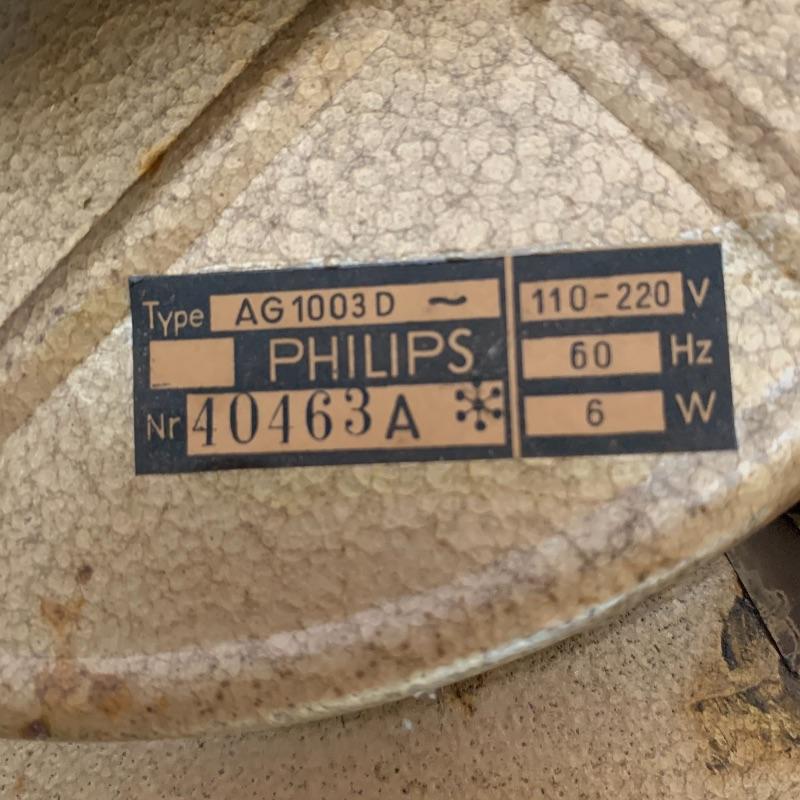 Type AG1003D ~
PHILIPS
Nr 40463A
110-220 V
60 Hz
6 W